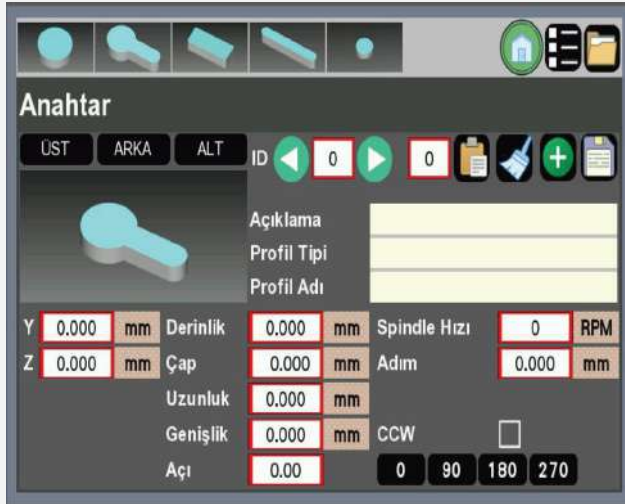 Anahtar
ÜST ARKA ALT ID 0 0
Açıklama
Profil Tipi
Profil Adı
Y 0.000 mm Derinlik 0.000 mm Spindle Hızı 0 RPM
Z 0.000 mm Çap 0.000 mm Adım 0.000 mm
Uzunluk 0.000 mm
Genişlik 0.000 mm CCW
Açı 0.00 0 90 180 270